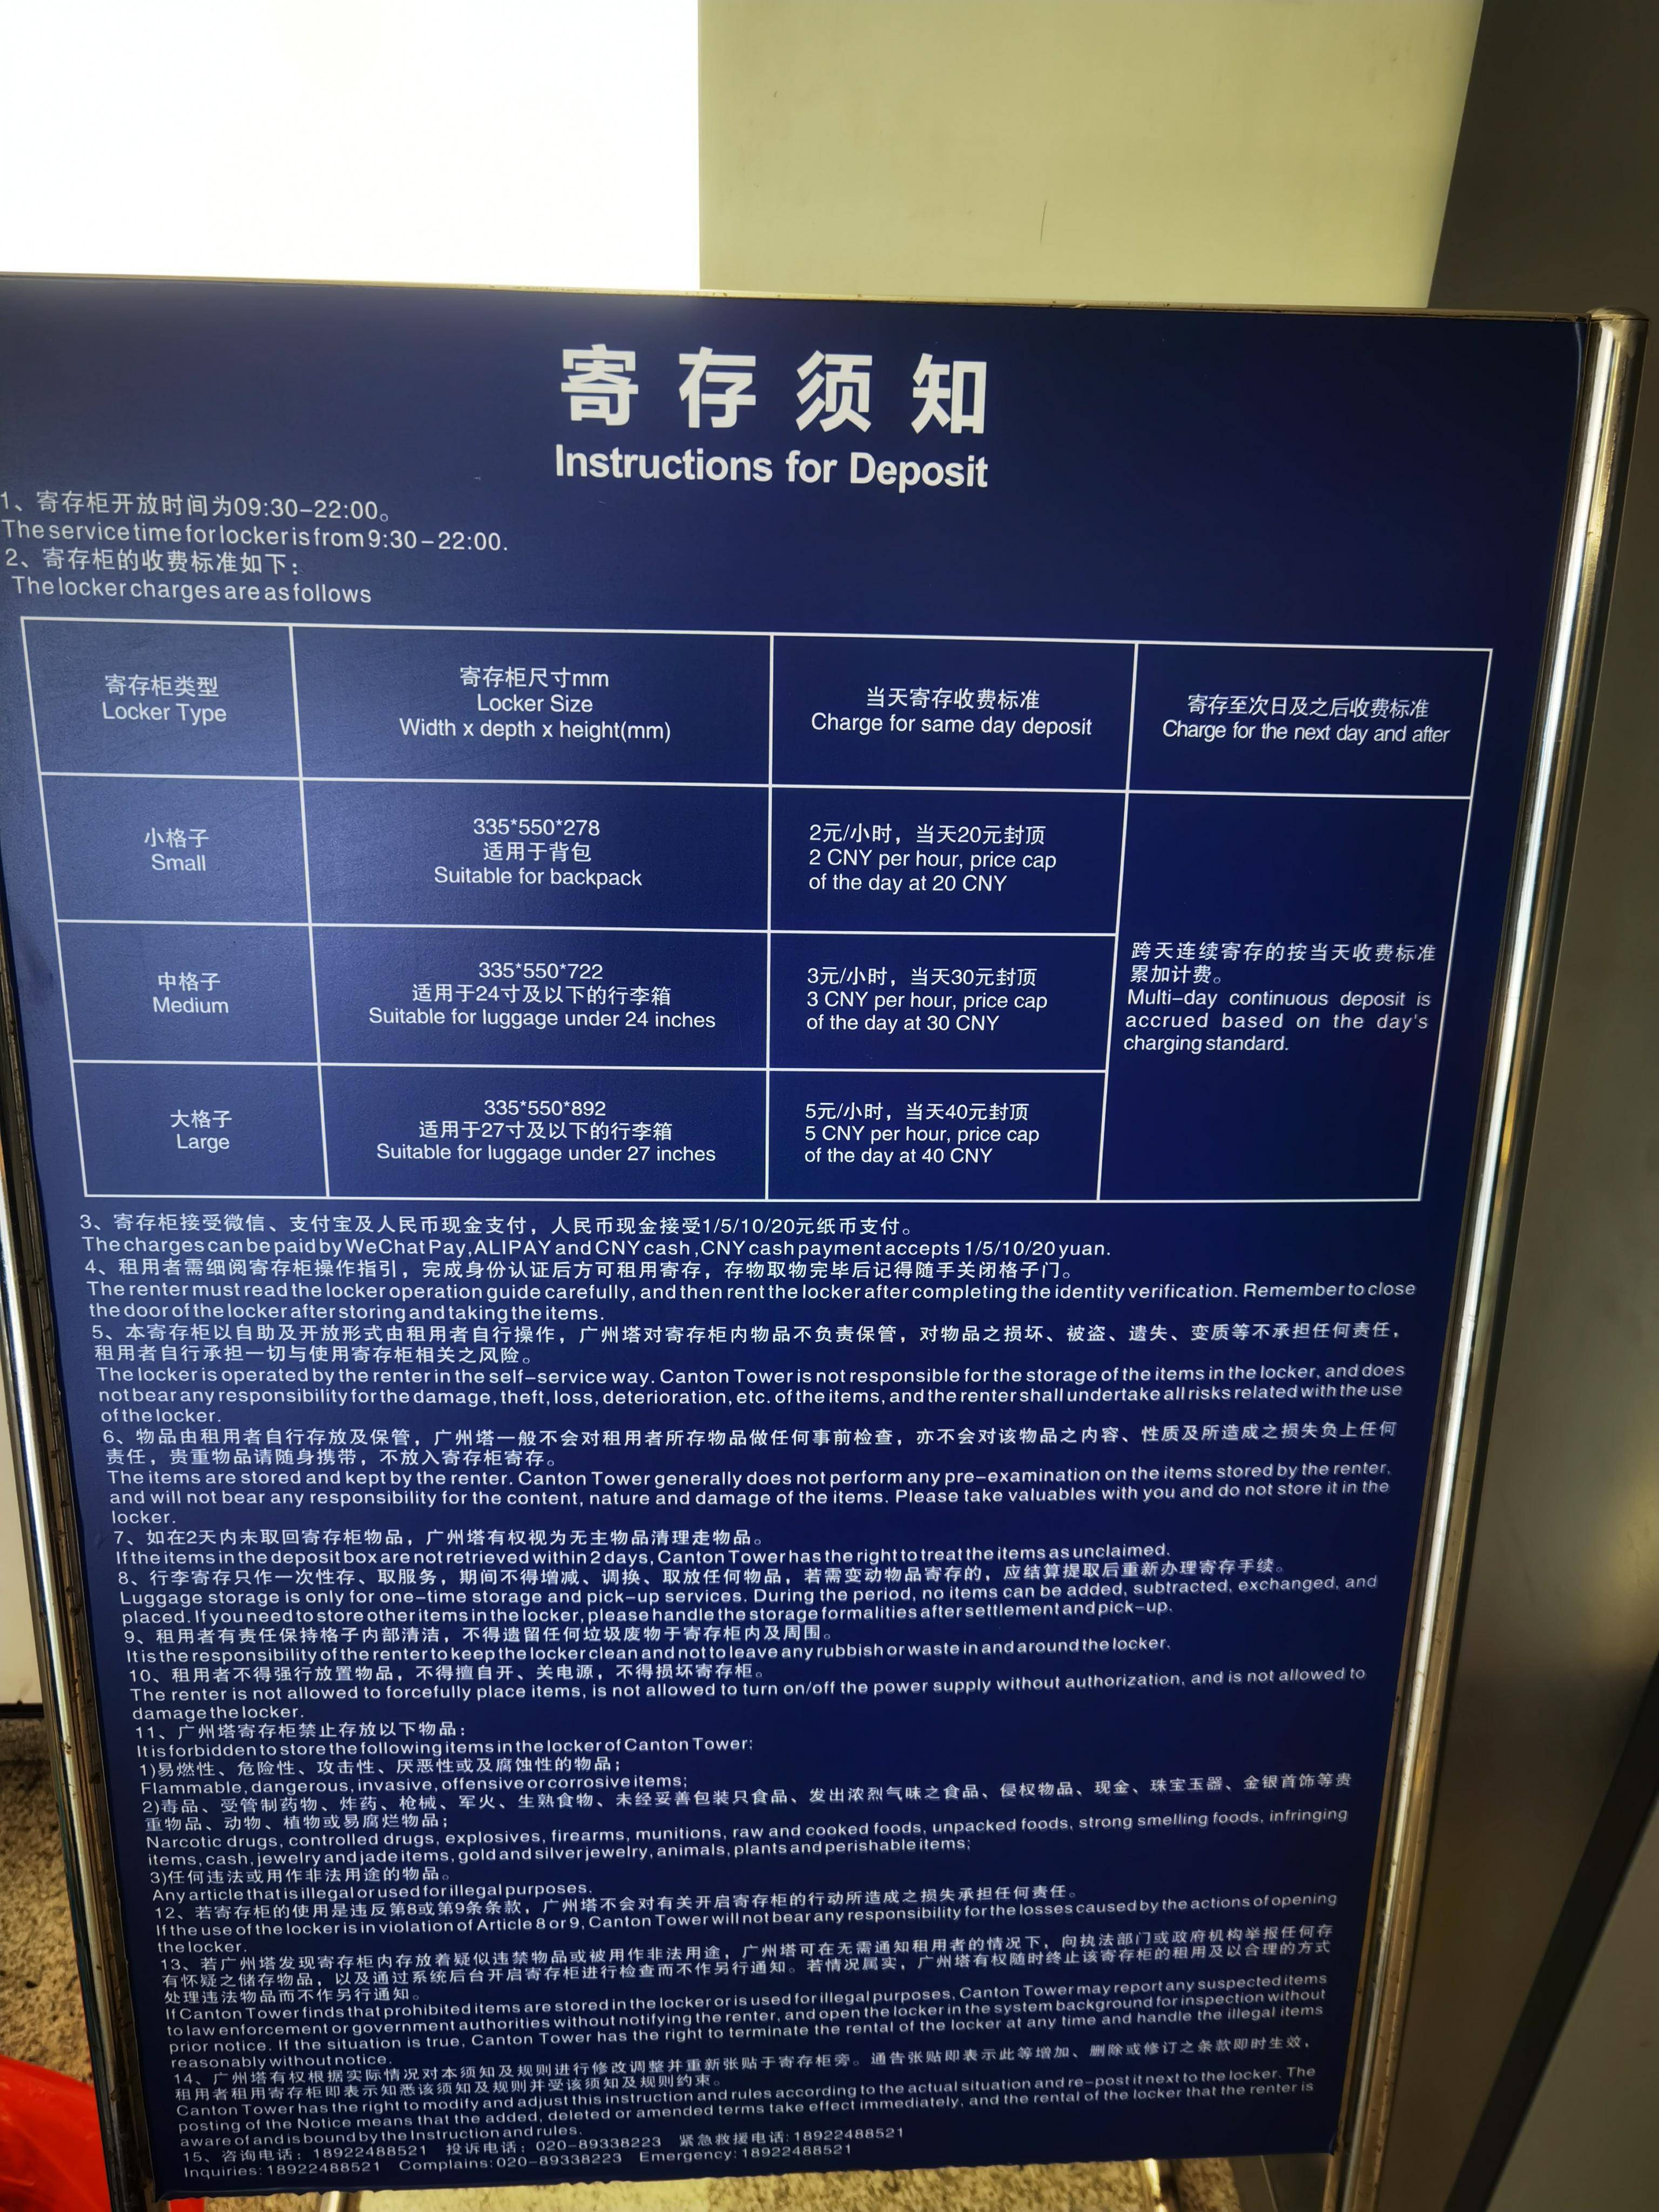 寄存须知
Instructions for Deposit
1、寄存柜开放时间为09:30-22:00。
The service time for locker is from 9:30-22:00.
2、寄存柜的收费标准如下：
The locker charges are as follows
寄存柜类型
Locker Type
寄存柜尺寸mm
Locker Size
Width x depth x height(mm)
当天寄存收费标准
Charge for same day deposit
寄存至次日及之后收费标准
Charge for the next day and after
小格子
Small
335*550*278
适用于背包
Suitable for backpack
2元/小时，当天20元封顶
2 CNY per hour, price cap
of the day at 20 CNY
中格子
Medium
335*550*722
适用于24寸及以下的行李箱
Suitable for luggage under 24 inches
3元/小时，当天30元封顶
3 CNY per hour, price cap
of the day at 30 CNY
大格子
Large
335*550*892
适用于27寸及以下的行李箱
Suitable for luggage under 27 inches
5元/小时，当天40元封顶
5 CNY per hour, price cap
of the day at 40 CNY
跨天连续寄存的按当天收费标准
累加计费。
Multi-day continuous deposit is
accrued based on the day's
charging standard.
3、寄存柜接受微信、支付宝及人民币现金支付，人民币现金接受1/5/10/20元纸币支付。
The charges can be paid by WeChat Pay,ALIPAY and CNY cash,CNY cash payment accepts 1/5/10/20 yuan.
4、租用者需细阅寄存柜操作指引，完成身份认证后方可租用寄存，存物取物完毕后记得随手关闭格子门。
The renter must read the locker operation guide carefully, and then rent the locker after completing the identity verification. Remember to close
the door of the locker after storing and taking the items.
5、本寄存柜以自助及开放形式由租用者自行操作，广州塔对寄存柜内物品不负责保管，对物品之损坏、被盗、遗失、变质等不承担任何责任，
租用者自行承担一切与使用寄存柜相关之风险。
The locker is operated by the renter in the self-service way. Canton Tower is not responsible for the storage of the items in the locker, and does
not bear any responsibility for the damage, theft, loss, deterioration, etc. of the items, and the renter shall undertake all risks related with the use
of the locker.
6、物品由租用者自行存放及保管，广州塔一般不会对租用者所存物品做任何事前检查，亦不会对该物品之内容、性质及所造成之损失负上任何
责任，贵重物品请随身携带，不放入寄存柜寄存。
The items are stored and kept by the renter. Canton Tower generally does not perform any pre-examination on the items stored by the renter,
and will not bear any responsibility for the content, nature and damage of the items. Please take valuables with you and do not store it in the
locker.
7、如在2天内未取回寄存柜物品，广州塔有权视为无主物品清理走物品。
If the items in the deposit box are not retrieved within 2 days, Canton Tower has the right to treat the items as unclaimed.
8、行李寄存只作一次性存、取服务，期间不得增减、调换、取放任何物品，若需变动物品寄存的，应结算提取后重新办理寄存手续。
Luggage storage is only for one-time storage and pick-up services. During the period, no items can be added, subtracted, exchanged, and
placed. If you need to store other items in the locker, please handle the storage formalities after settlement and pick-up.
9、租用者有责任保持格子内部清洁，不得遗留任何垃圾废物于寄存柜内及周围。
It is the responsibility of the renter to keep the locker clean and not to leave any rubbish or waste in and around the locker.
10、租用者不得强行放置物品，不得擅自开、关电源，不得损坏寄存柜。
The renter is not allowed to forcefully place items, is not allowed to turn on/off the power supply without authorization, and is not allowed to
damage the locker.
11、广州塔寄存柜禁止存放以下物品：
It is forbidden to store the following items in the locker of Canton Tower:
1)易燃性、危险性、攻击性、厌恶性或及腐蚀性的物品；
Flammable, dangerous, invasive, offensive or corrosive items;
2)毒品、受管制药物、炸药、枪械、军火、生熟食物、未经妥善包装只食品、发出浓烈气味之食品、侵权物品、现金、珠宝玉器、金银首饰等贵
重物品、动物、植物或易腐烂物品；
Narcotic drugs, controlled drugs, explosives, firearms, munitions, raw and cooked foods, unpacked foods, strong smelling foods, infringing
items, cash, jewelry and jade items, gold and silver jewelry, animals, plants and perishable items;
3)任何违法或用作非法用途的物品。
Any article that is illegal or used for illegal purposes.
12、若寄存柜的使用是违反第8或第9条条款，广州塔不会对有关开启寄存柜的行动所造成之损失承担任何责任。
If the use of the locker is in violation of Article 8 or 9, Canton Tower will not bear any responsibility for the losses caused by the actions of opening
the locker.
13、若广州塔发现寄存柜内存放着疑似违禁物品或被用作非法用途，广州塔可在无需通知租用者的情况下，向执法部门或政府机构举报任何存
有怀疑之储存物品，以及通过系统后台开启寄存柜进行检查而不作另行通知。若情况属实，广州塔有权随时终止该寄存柜的租用及以合理的方式
处理违法物品而不作另行通知。
If Canton Tower finds that prohibited items are stored in the locker or is used for illegal purposes, Canton Tower may report any suspected items
to law enforcement or government authorities without notifying the renter, and open the locker in the system background for inspection without
prior notice. If the situation is true, Canton Tower has the right to terminate the rental of the locker at any time and handle the illegal items
reasonably without notice.
14、广州塔有权根据实际情况对本须知及规则进行修改调整并重新张贴于寄存柜旁。通告张贴即表示此等增加、删除或修订之条款即时生效，
租用者租用寄存柜即表示知悉该须知及规则并受该须知及规则约束。
Canton Tower has the right to modify and adjust this instruction and rules according to the actual situation and re-post it next to the locker. The
posting of the Notice means that the added, deleted or amended terms take effect immediately, and the rental of the locker that the renter is
aware of and is bound by the Instruction and rules.
15、咨询电话：18922488521 投诉电话：020-89338223 紧急救援电话：18922488521
Inquiries: 18922488521 Complains: 020-89338223 Emergency: 18922488521